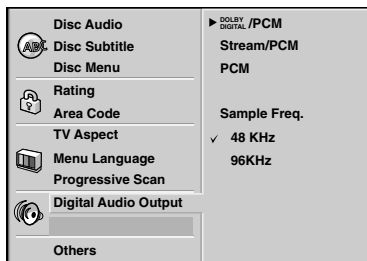 Disc Audio
ABC
Disc Subtitle
Disc Menu
Rating
Area Code
TV Aspect
Menu Language
Progressive Scan
Digital Audio Output
Others
DOLBY DIGITAL /PCM
Stream/PCM
PCM
Sample Freq.
✓ 48 KHz
96KHz